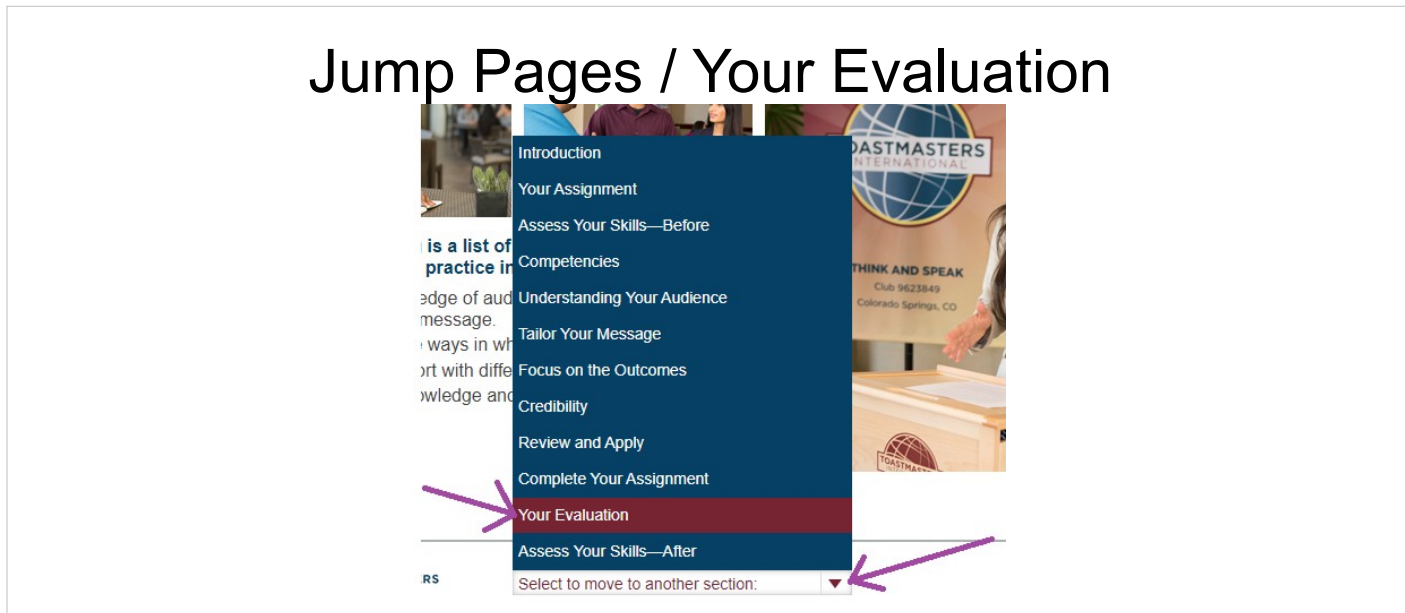 Jump Pages / Your Evaluation
Introduction
Your Assignment
Assess Your Skills—Before
Competencies
Understanding Your Audience
Tailor Your Message
Focus on the Outcomes
Credibility
Review and Apply
Complete Your Assignment
Your Evaluation
Assess Your Skills—After
Select to move to another section:
is a list of
practice in
edge of aud
message.
ways in wh
ort with diffe
owledge and
RS
OASTMASTERS
INTERNATIONAL
THINK AND SPEAK
Club 9623849
Colorado Springs, CO
TOASTMAST